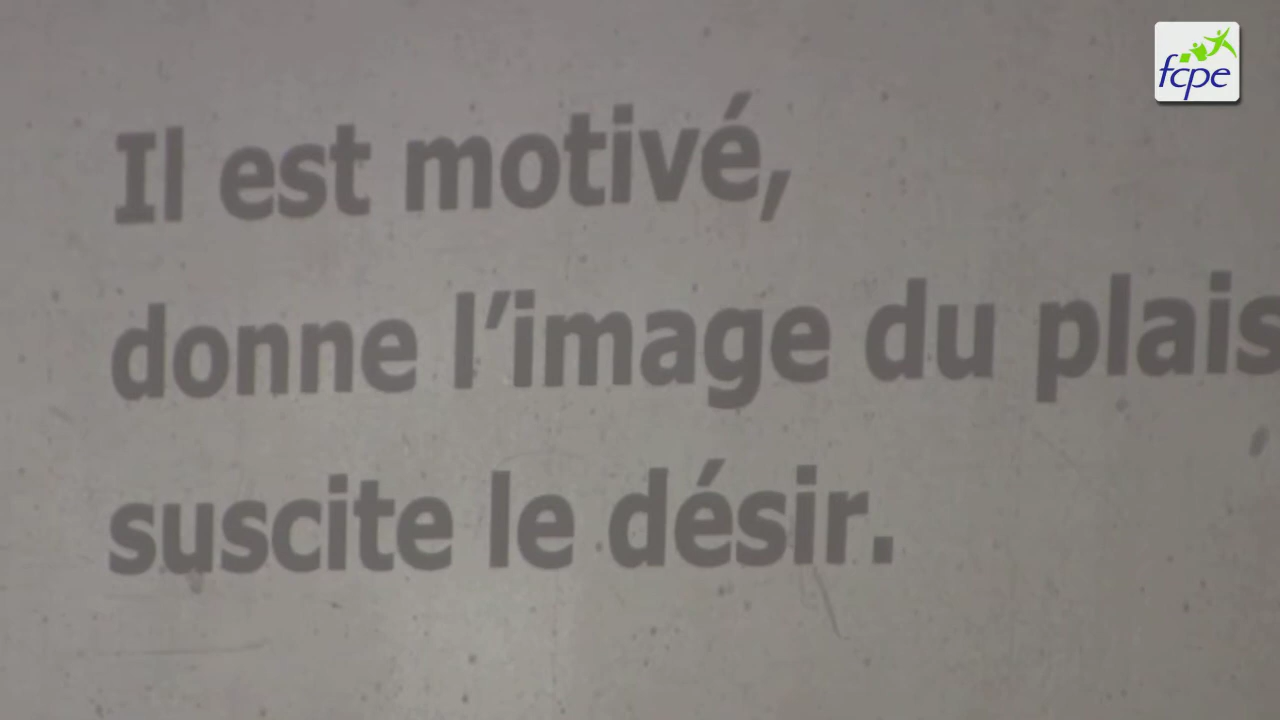 fcpe
Il est motivé,
donne l’image du plais
suscite le désir.